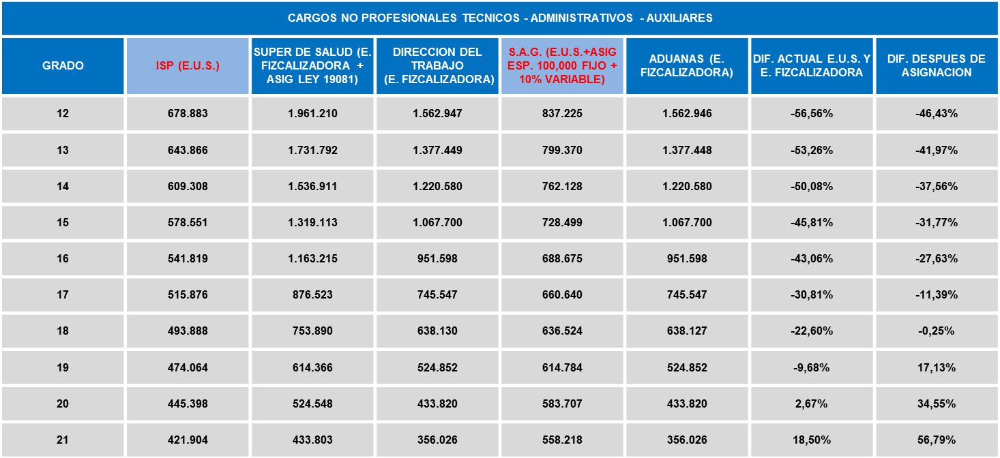 CARGOS NO PROFESIONALES TECNICOS - ADMINISTRATIVOS - AUXILIARES
GRADO
ISP (E.U.S.)
SUPER DE SALUD (E.
FIZCALIZADORA +
ASIG LEY 19081)
DIRECCION DEL
TRABAJO
(E. FIZCALIZADORA)
S.A.G. (E.U.S.+ASIG
ESP. 100,000 FIJO +
10% VARIABLE)
ADUANAS (E.
FIZCALIZADORA)
DIF. ACTUAL E.U.S. Y
E. FIZCALIZADORA
DIF. DESPUES DE
ASIGNACION
12 678.883 1.961.210 1.562.947 837.225 1.562.946 -56,56% -46,43%
13 643.866 1.731.792 1.377.449 799.370 1.377.448 -53,26% -41,97%
14 609.308 1.536.911 1.220.580 762.128 1.220.580 -50,08% -37,56%
15 578.551 1.319.113 1.067.700 728.499 1.067.700 -45,81% -31,77%
16 541.819 1.163.215 951.598 688.675 951.598 -43,06% -27,63%
17 515.876 876.523 745.547 660.640 745.547 -30,81% -11,39%
18 493.888 753.890 638.130 636.524 638.127 -22,60% -0,25%
19 474.064 614.366 524.852 614.784 524.852 -9,68% 17,13%
20 445.398 524.548 433.820 583.707 433.820 2,67% 34,55%
21 421.904 433.803 356.026 558.218 356.026 18,50% 56,79%